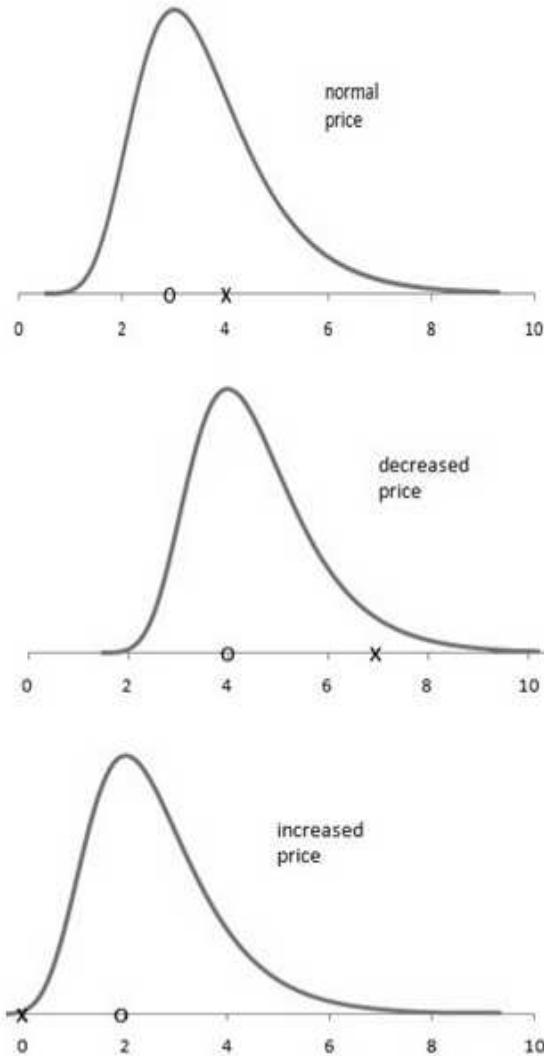 normal
price
O X
0 2 4 6 8 10
decreased
price
O X
0 2 4 6 8 10
increased
price
X O
0 2 4 6 8 10